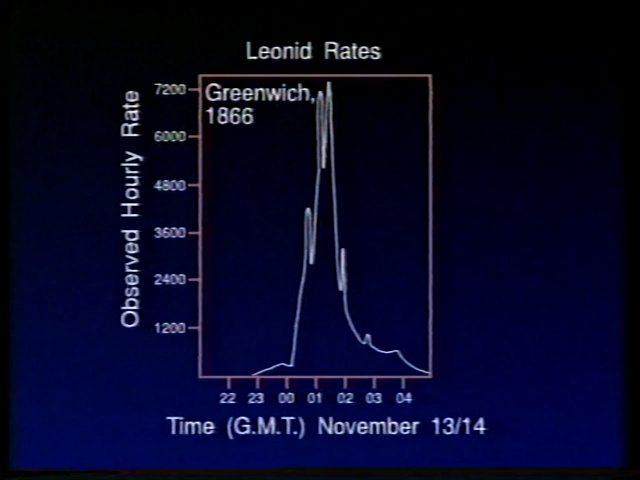 Leonid Rates
Greenwich,
1866
Observed Hourly Rate
7200
6000
4800
3600
2400
1200
22 23 00 01 02 03 04
Time (G.M.T.) November 13/14